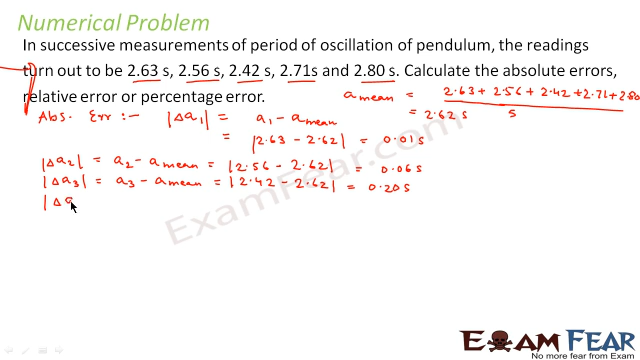 Numerical Problem
In successive measurements of period of oscillation of pendulum, the readings
turn out to be 2.63 s, 2.56 s, 2.42 s, 2.71s and 2.80 s. Calculate the absolute errors,
relative error or percentage error.
a mean = 2.63 + 2.56 + 2.42 + 2.71 + 2.80
5
= 2.62 s
Abs. Err :- |Δa1| = a1 - a mean
= |2.63 - 2.62| = 0.01 s
|Δa2| = a2 - a mean = |2.56 - 2.62| = 0.06 s
|Δa3| = a3 - a mean = |2.42 - 2.62| = 0.20 s
|Δa
ExamFear.com
EXAM FEAR
No more fear from Exam